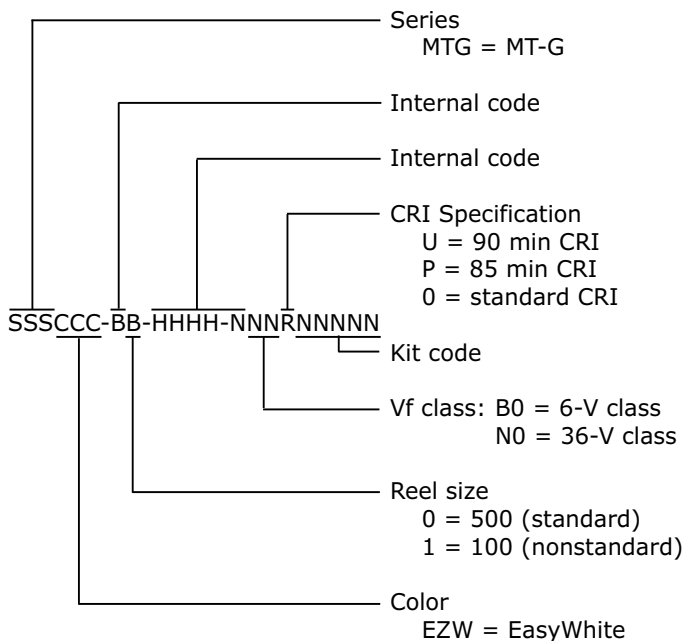 Series
MTG = MT-G
Internal code
Internal code
CRI Specification
U = 90 min CRI
P = 85 min CRI
0 = standard CRI
SSSCCC-BB-HHHH-NNNRNNNNN
Kit code
Vf class: B0 = 6-V class
N0 = 36-V class
Reel size
0 = 500 (standard)
1 = 100 (nonstandard)
Color
EZW = EasyWhite